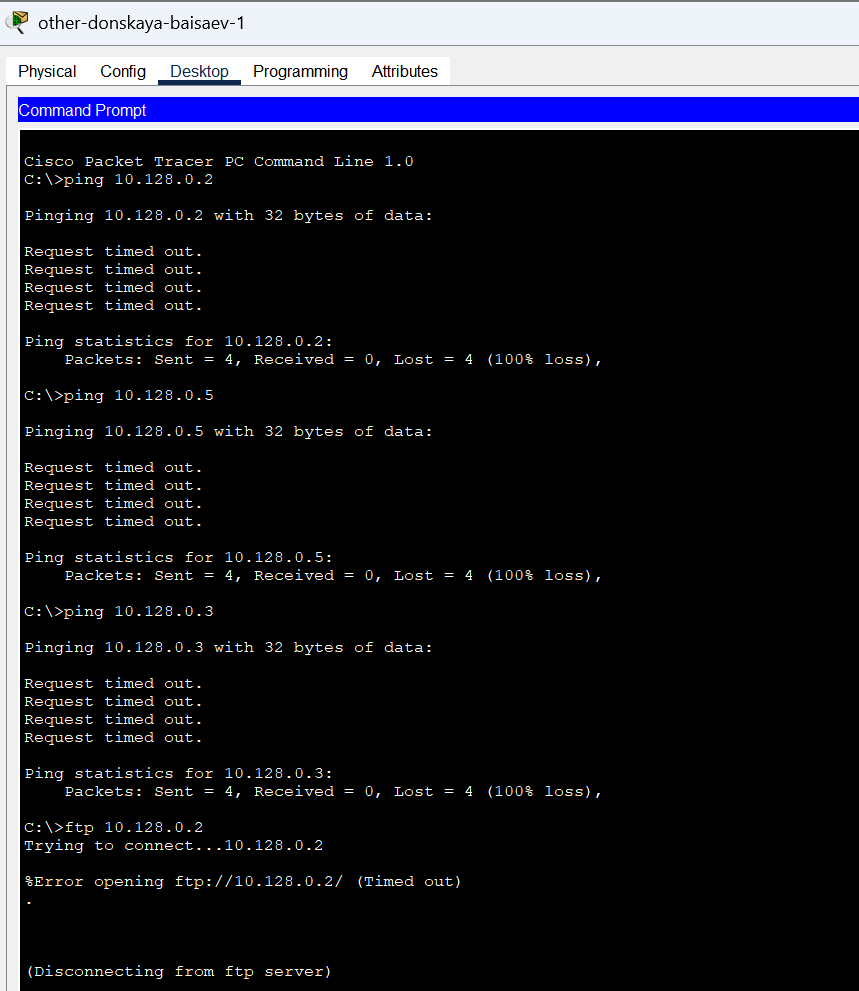 other-donskaya-baisaev-1
Physical Config Desktop Programming Attributes
Command Prompt
Cisco Packet Tracer PC Command Line 1.0
C:\>ping 10.128.0.2
Pinging 10.128.0.2 with 32 bytes of data:
Request timed out.
Request timed out.
Request timed out.
Request timed out.
Ping statistics for 10.128.0.2:
    Packets: Sent = 4, Received = 0, Lost = 4 (100% loss),
C:\>ping 10.128.0.5
Pinging 10.128.0.5 with 32 bytes of data:
Request timed out.
Request timed out.
Request timed out.
Request timed out.
Ping statistics for 10.128.0.5:
    Packets: Sent = 4, Received = 0, Lost = 4 (100% loss),
C:\>ping 10.128.0.3
Pinging 10.128.0.3 with 32 bytes of data:
Request timed out.
Request timed out.
Request timed out.
Request timed out.
Ping statistics for 10.128.0.3:
    Packets: Sent = 4, Received = 0, Lost = 4 (100% loss),
C:\>ftp 10.128.0.2
Trying to connect...10.128.0.2
%Error opening ftp://10.128.0.2/ (Timed out)
.
(Disconnecting from ftp server)